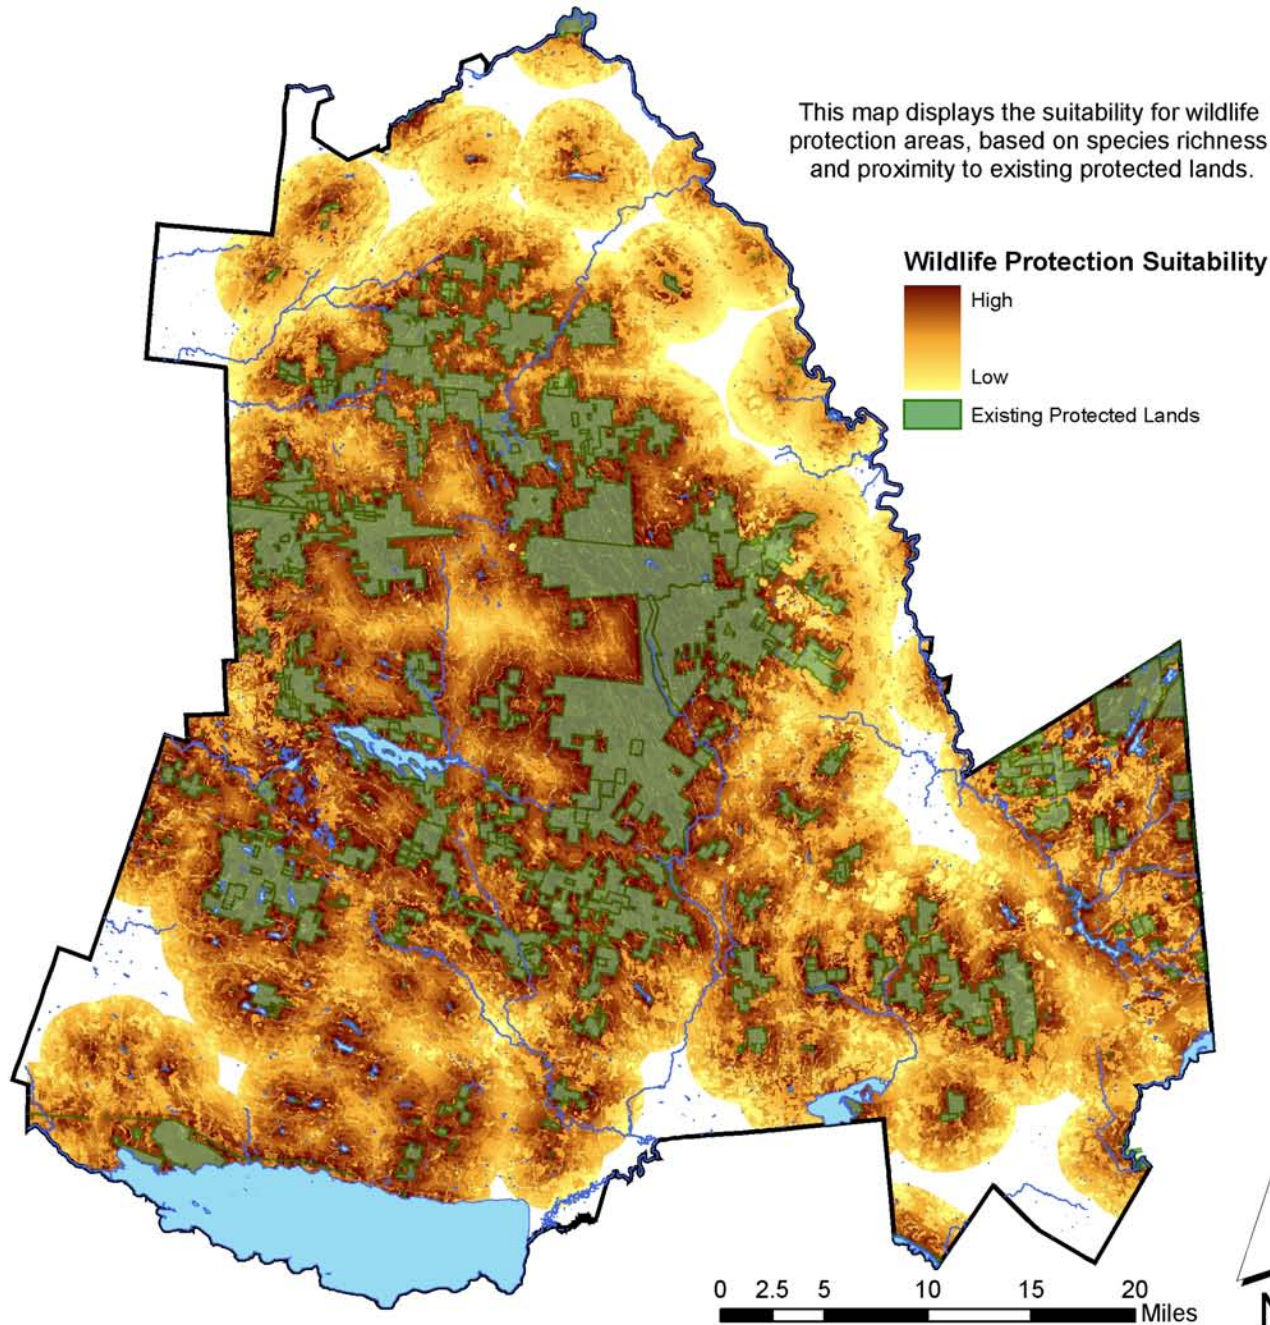 This map displays the suitability for wildlife
protection areas, based on species richness
and proximity to existing protected lands.
Wildlife Protection Suitability
High
Low
Existing Protected Lands
0 2.5 5 10 15 20
Miles
N